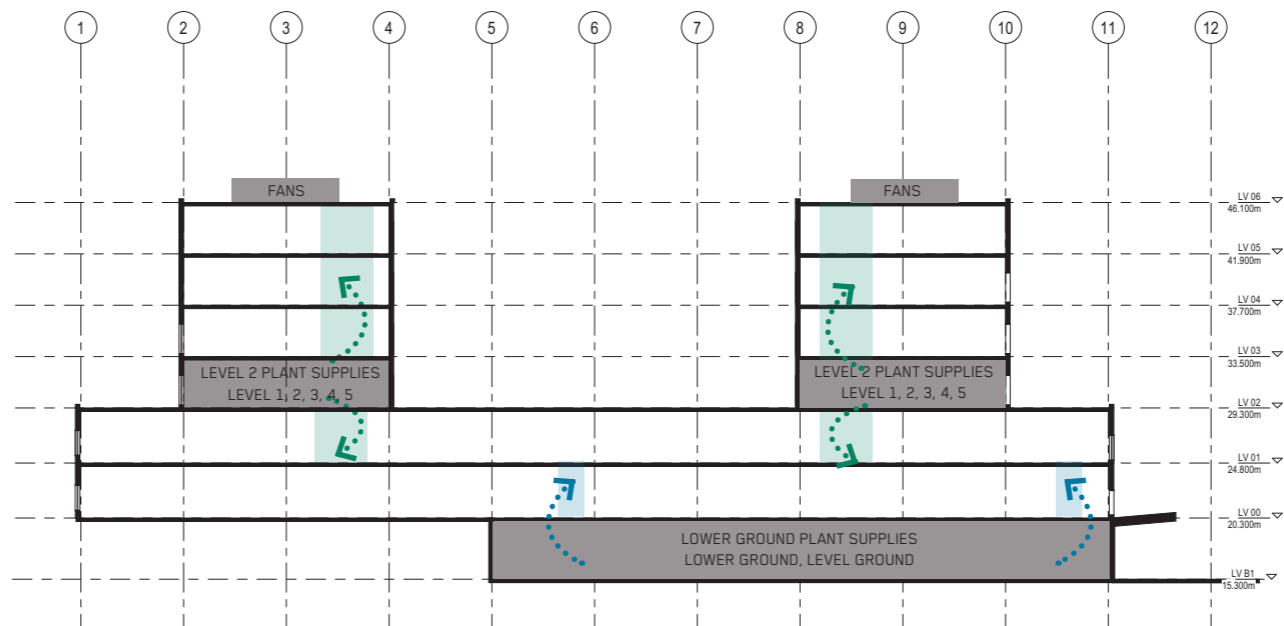 1 2 3 4 5 6 7 8 9 10 11 12
FANS
FANS
LV 06
46.100m
LV 05
41.900m
LV 04
37.700m
LV 03
33.500m
LEVEL 2 PLANT SUPPLIES
LEVEL 1, 2, 3, 4, 5
LEVEL 2 PLANT SUPPLIES
LEVEL 1, 2, 3, 4, 5
LV 02
29.300m
LV 01
24.800m
LV 00
20.300m
LOWER GROUND PLANT SUPPLIES
LOWER GROUND, LEVEL GROUND
LV B1
15.300m